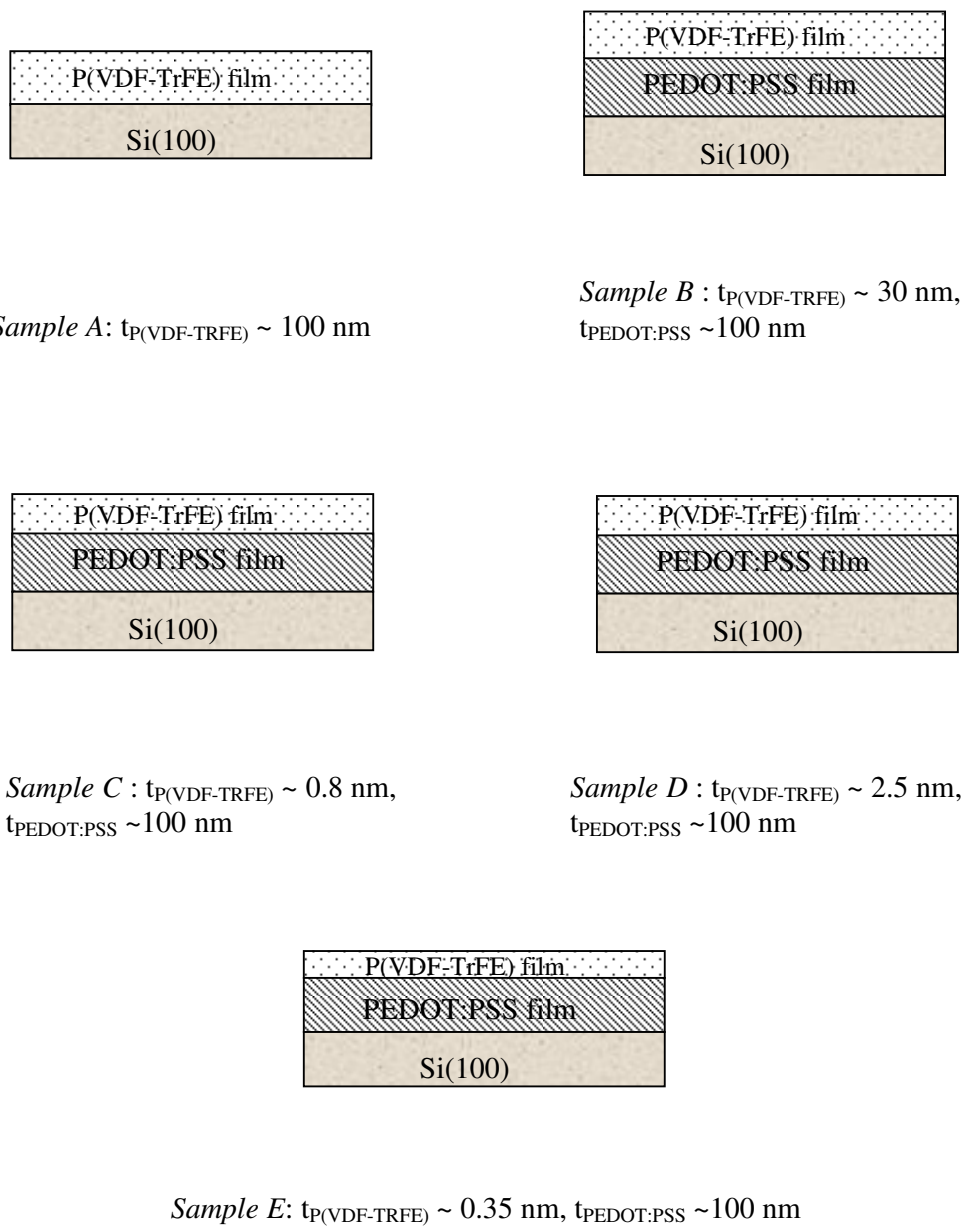 P(VDF-TrFE) film
Si(100)
P(VDF-TrFE) film
PEDOT:PSS film
Si(100)
Sample A: tP(VDF-TRFE) ~ 100 nm
Sample B : tP(VDF-TRFE) ~ 30 nm,
tPEDOT:PSS ~100 nm
P(VDF-TrFE) film
PEDOT:PSS film
Si(100)
P(VDF-TrFE) film
PEDOT:PSS film
Si(100)
Sample C : tP(VDF-TRFE) ~ 0.8 nm,
tPEDOT:PSS ~100 nm
Sample D : tP(VDF-TRFE) ~ 2.5 nm,
tPEDOT:PSS ~100 nm
P(VDF-TrFE) film
PEDOT:PSS film
Si(100)
Sample E: tP(VDF-TRFE) ~ 0.35 nm, tPEDOT:PSS ~100 nm